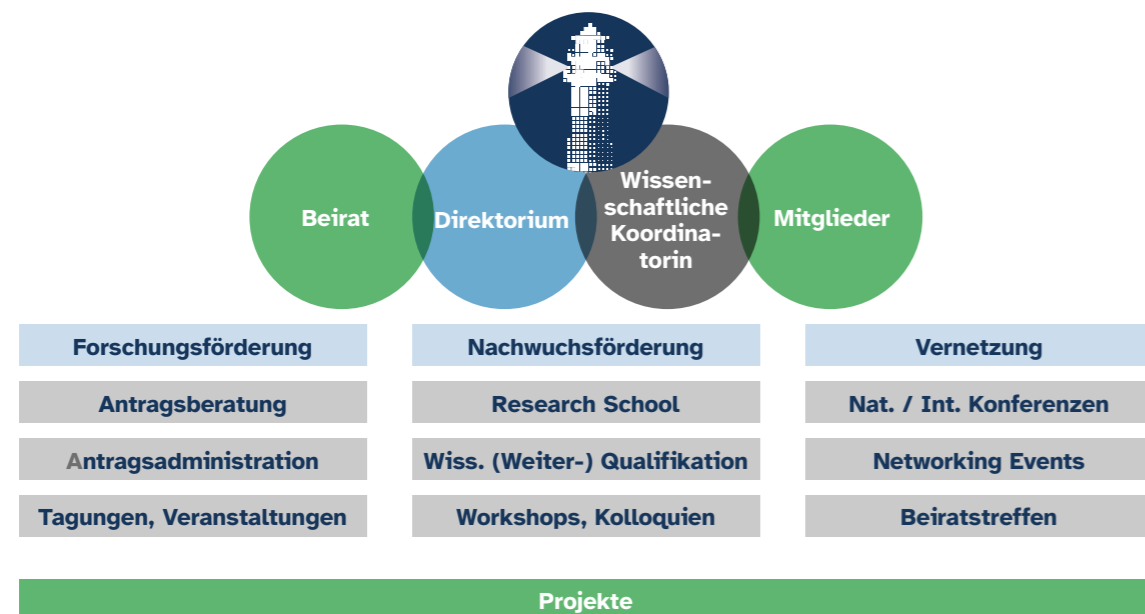 Beirat
Direktorium
Wissen-
schaftliche
Koordina-
torin
Mitglieder
Forschungsförderung
Nachwuchsförderung
Vernetzung
Antragsberatung
Research School
Nat. / Int. Konferenzen
Antragsadministration
Wiss. (Weiter-) Qualifikation
Networking Events
Tagungen, Veranstaltungen
Workshops, Kolloquien
Beiratstreffen
Projekte